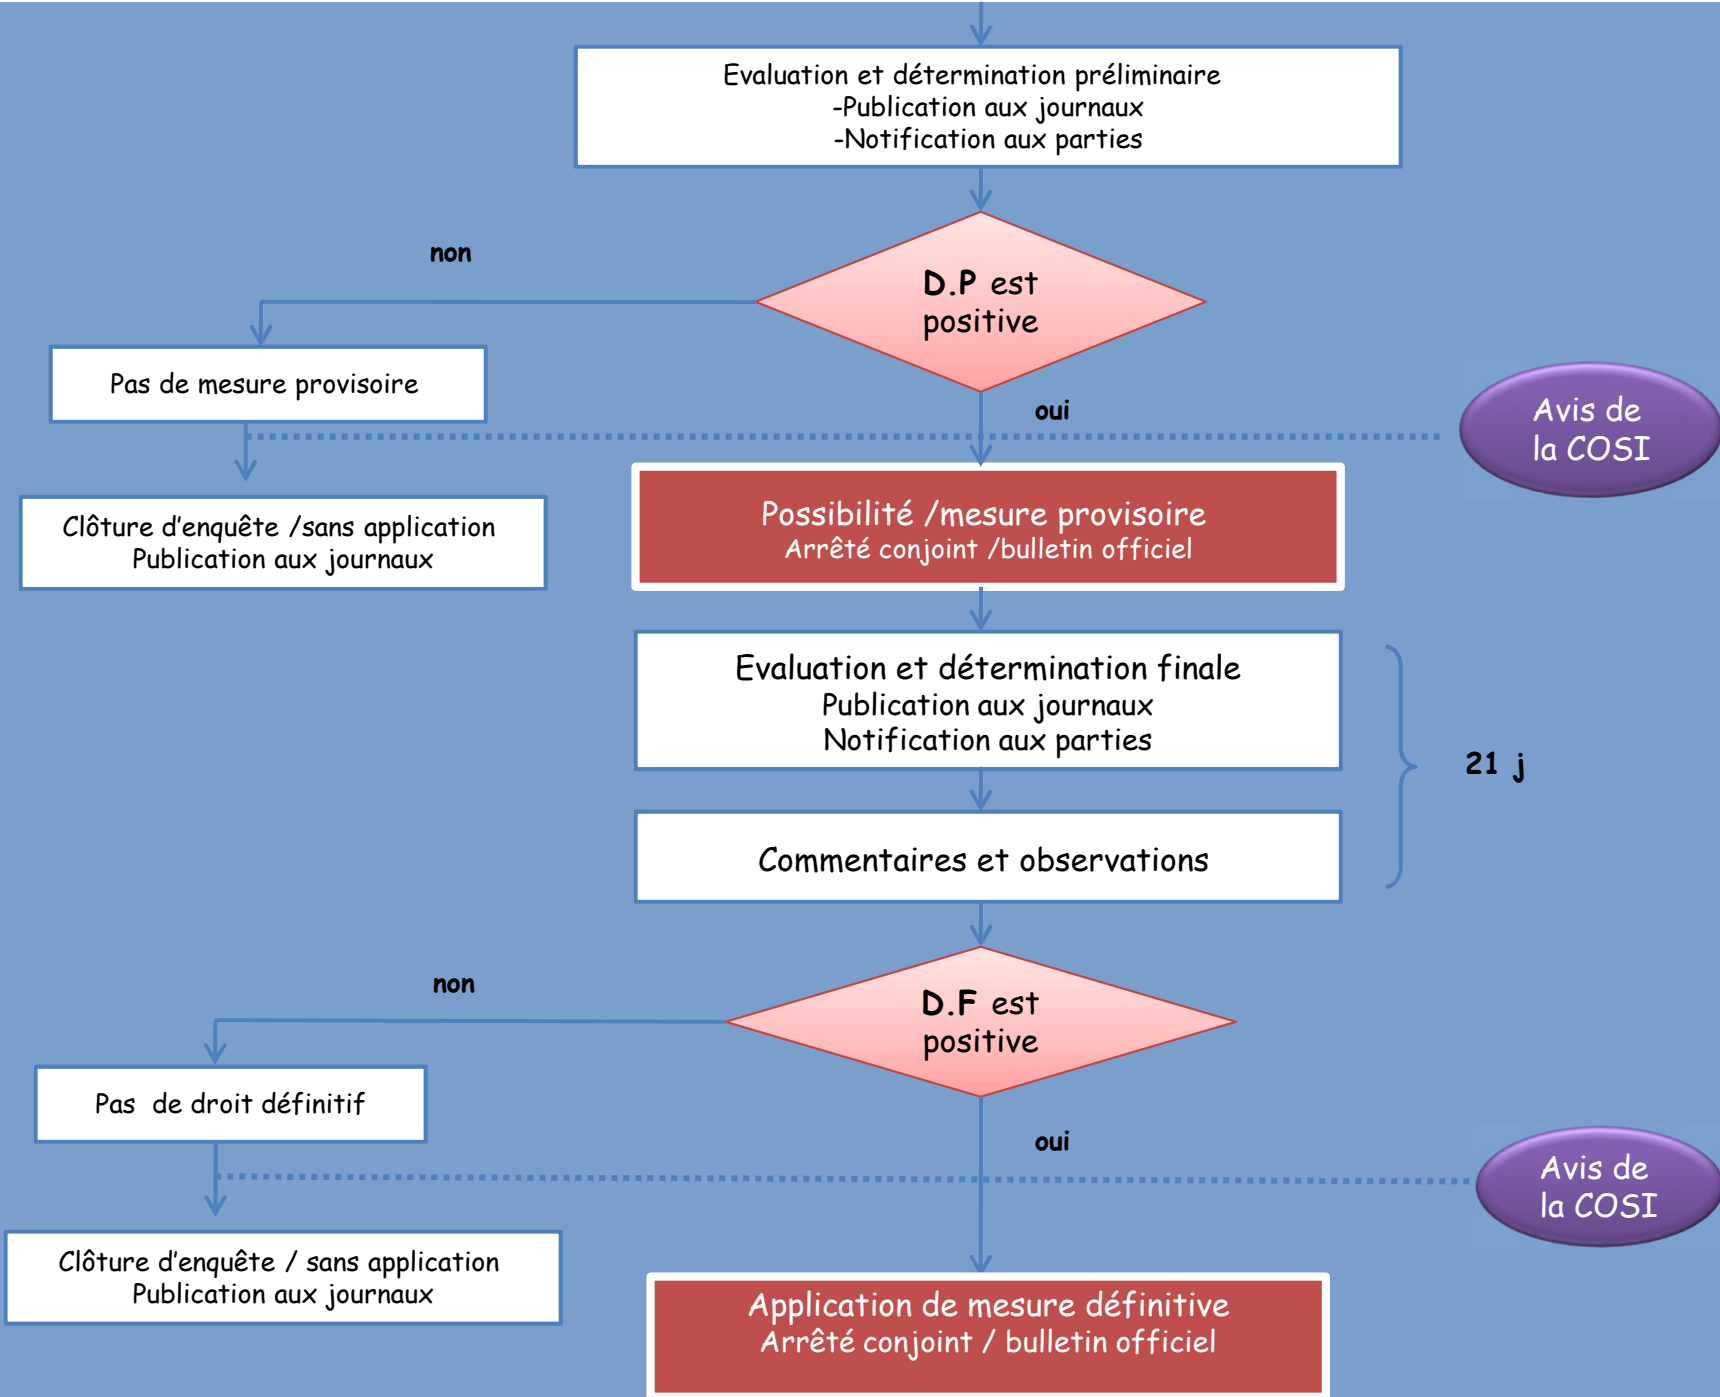 Evaluation et détermination préliminaire
-Publication aux journaux
-Notification aux parties
non
D.P est
positive
Pas de mesure provisoire
oui
Avis de
la COSI
Clôture d'enquête /sans application
Publication aux journaux
Possibilité /mesure provisoire
Arrêté conjoint /bulletin officiel
Evaluation et détermination finale
Publication aux journaux
Notification aux parties
21 j
Commentaires et observations
non
D.F est
positive
Pas de droit définitif
oui
Avis de
la COSI
Clôture d'enquête / sans application
Publication aux journaux
Application de mesure définitive
Arrêté conjoint / bulletin officiel